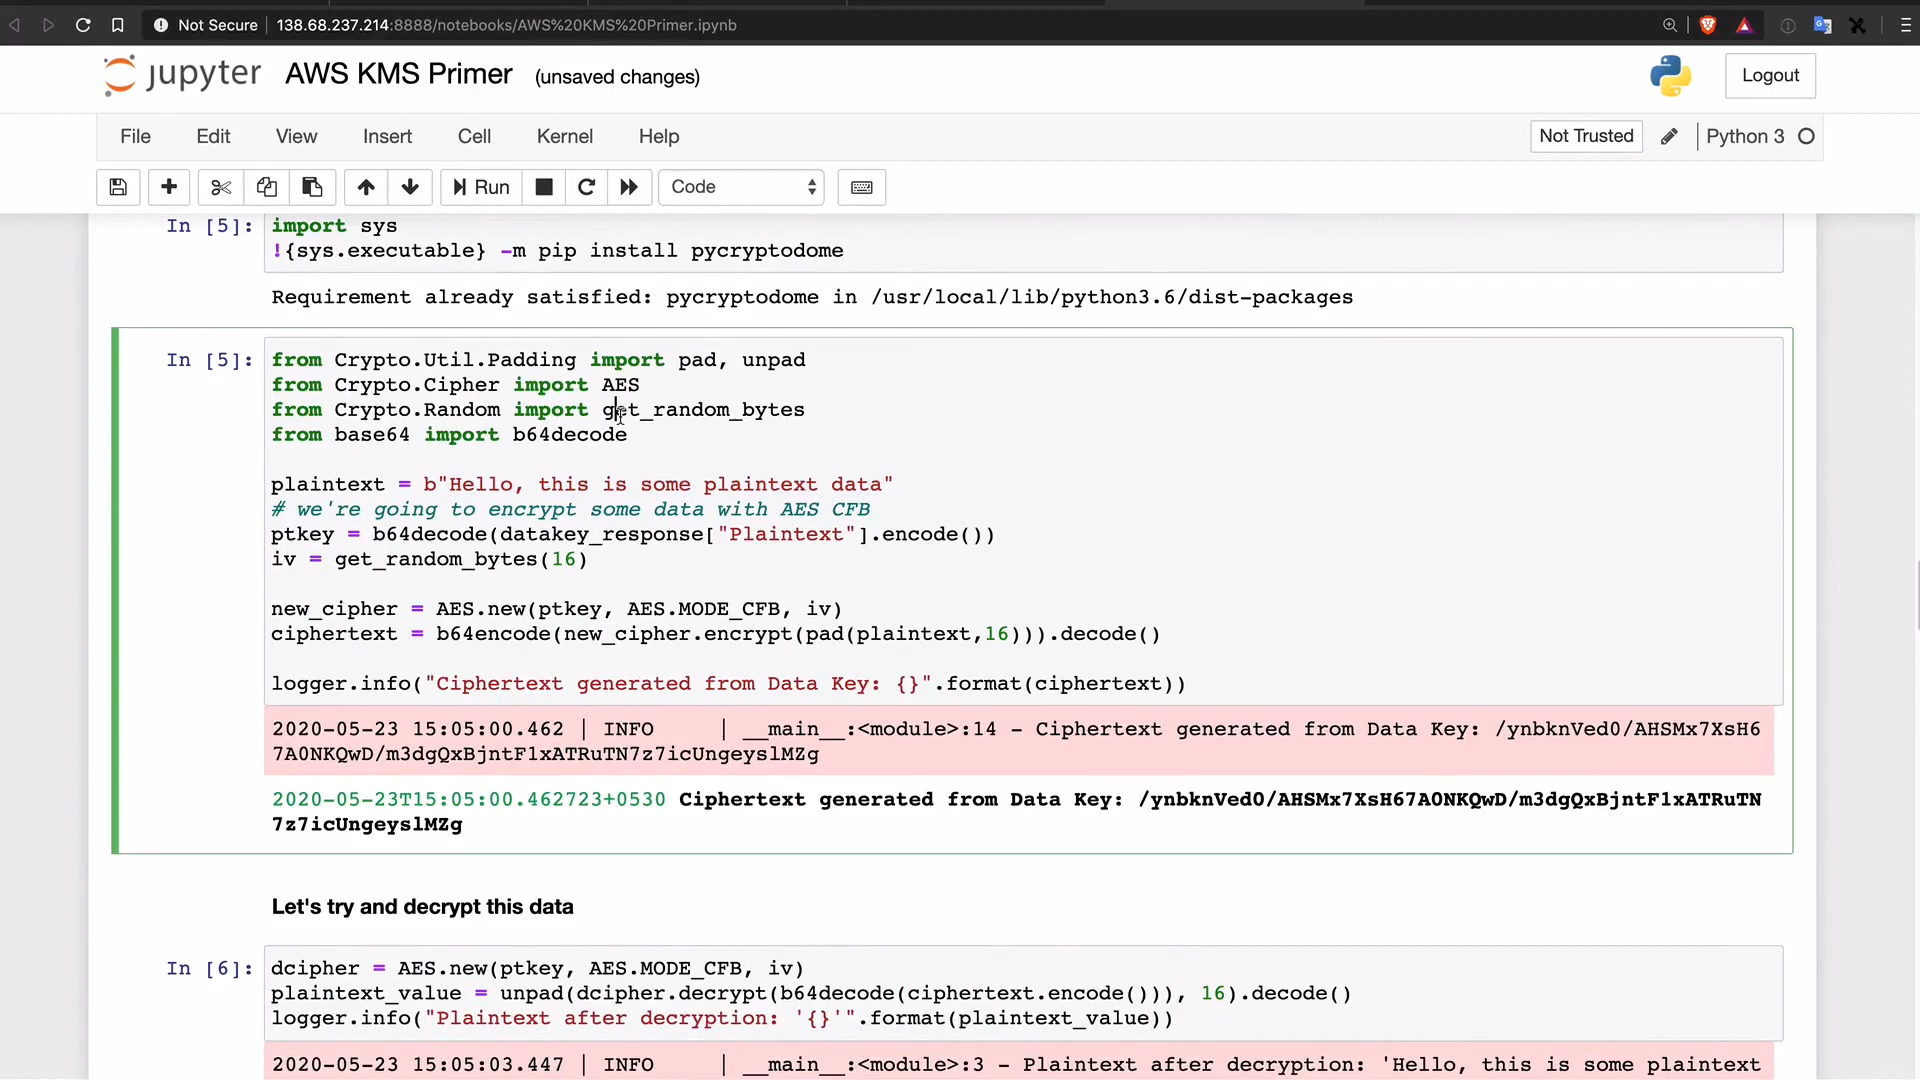 Not Secure 138.68.237.214:8888/notebooks/AWS%20KMS%20Primer.ipynb
jupyter AWS KMS Primer (unsaved changes) Logout
File Edit View Insert Cell Kernel Help Not Trusted Python 3
Run Code
In [5]: import sys
!{sys.executable} -m pip install pycryptodome
Requirement already satisfied: pycryptodome in /usr/local/lib/python3.6/dist-packages
In [5]: from Crypto.Util.Padding import pad, unpad
from Crypto.Cipher import AES
from Crypto.Random import get_random_bytes
from base64 import b64decode
plaintext = b"Hello, this is some plaintext data"
# we're going to encrypt some data with AES CFB
ptkey = b64decode(datakey_response["Plaintext"].encode())
iv = get_random_bytes(16)
new_cipher = AES.new(ptkey, AES.MODE_CFB, iv)
ciphertext = b64encode(new_cipher.encrypt(pad(plaintext,16))).decode()
logger.info("Ciphertext generated from Data Key: {}".format(ciphertext))
2020-05-23 15:05:00.462 | INFO | __main__:<module>:14 - Ciphertext generated from Data Key: /ynbknVed0/AHSMx7XsH6
7A0NKQwD/m3dgQxBjntF1xATRuTN7z7icUngeyslMZg
2020-05-23T15:05:00.462723+0530 Ciphertext generated from Data Key: /ynbknVed0/AHSMx7XsH67A0NKQwD/m3dgQxBjntF1xATRuTN
7z7icUngeyslMZg
Let's try and decrypt this data
In [6]: dcipher = AES.new(ptkey, AES.MODE_CFB, iv)
plaintext_value = unpad(dcipher.decrypt(b64decode(ciphertext.encode())), 16).decode()
logger.info("Plaintext after decryption: '{}'".format(plaintext_value))
2020-05-23 15:05:03.447 | INFO | __main__:<module>:3 - Plaintext after decryption: 'Hello, this is some plaintext